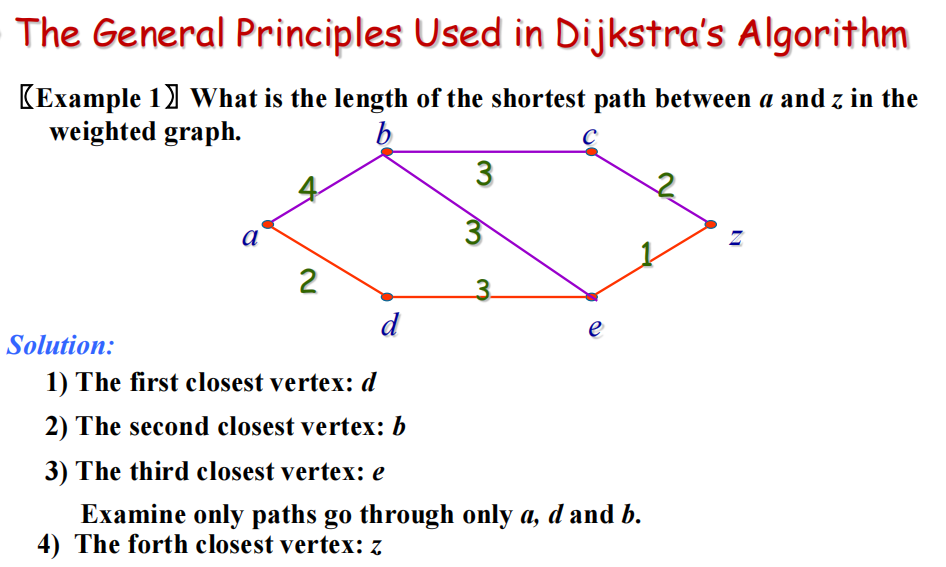 The General Principles Used in Dijkstra's Algorithm
〖Example 1〗 What is the length of the shortest path between a and z in the
weighted graph.
b
c
3
4
2
a
3
z
1
2
3
d
e
Solution:
1) The first closest vertex: d
2) The second closest vertex: b
3) The third closest vertex: e
Examine only paths go through only a, d and b.
4) The forth closest vertex: z